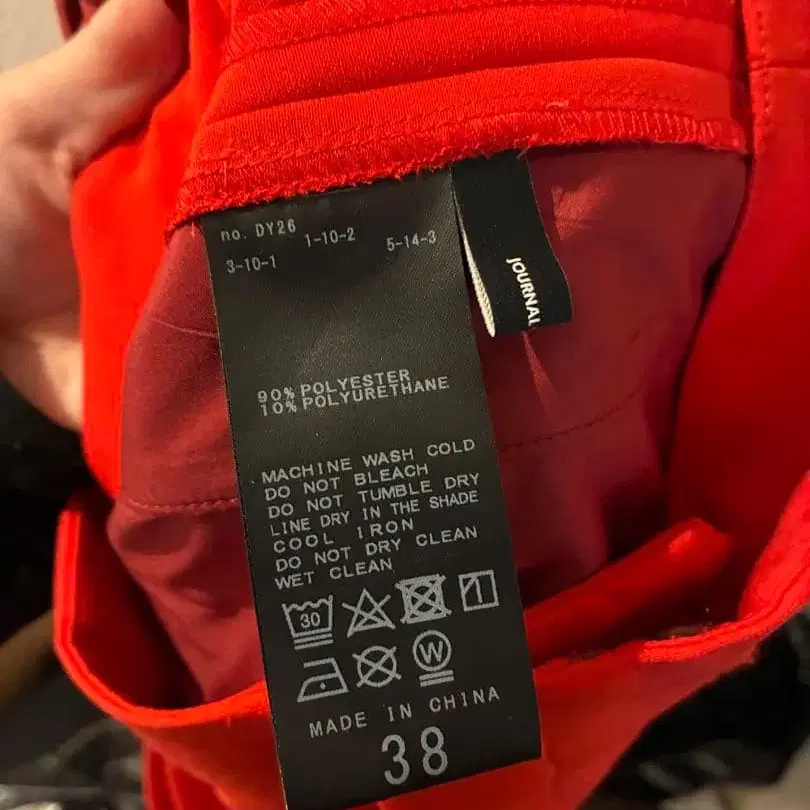 no. DY26
1-10-2
5-14-3
3-10-1
JOURNAL
90% POLYESTER
10% POLYURETHANE
MACHINE WASH COLD
DO NOT BLEACH
DO NOT TUMBLE DRY
LINE DRY IN THE SHADE
COOL IRON
DO NOT DRY CLEAN
WET CLEAN
30
W
MADE IN CHINA
38